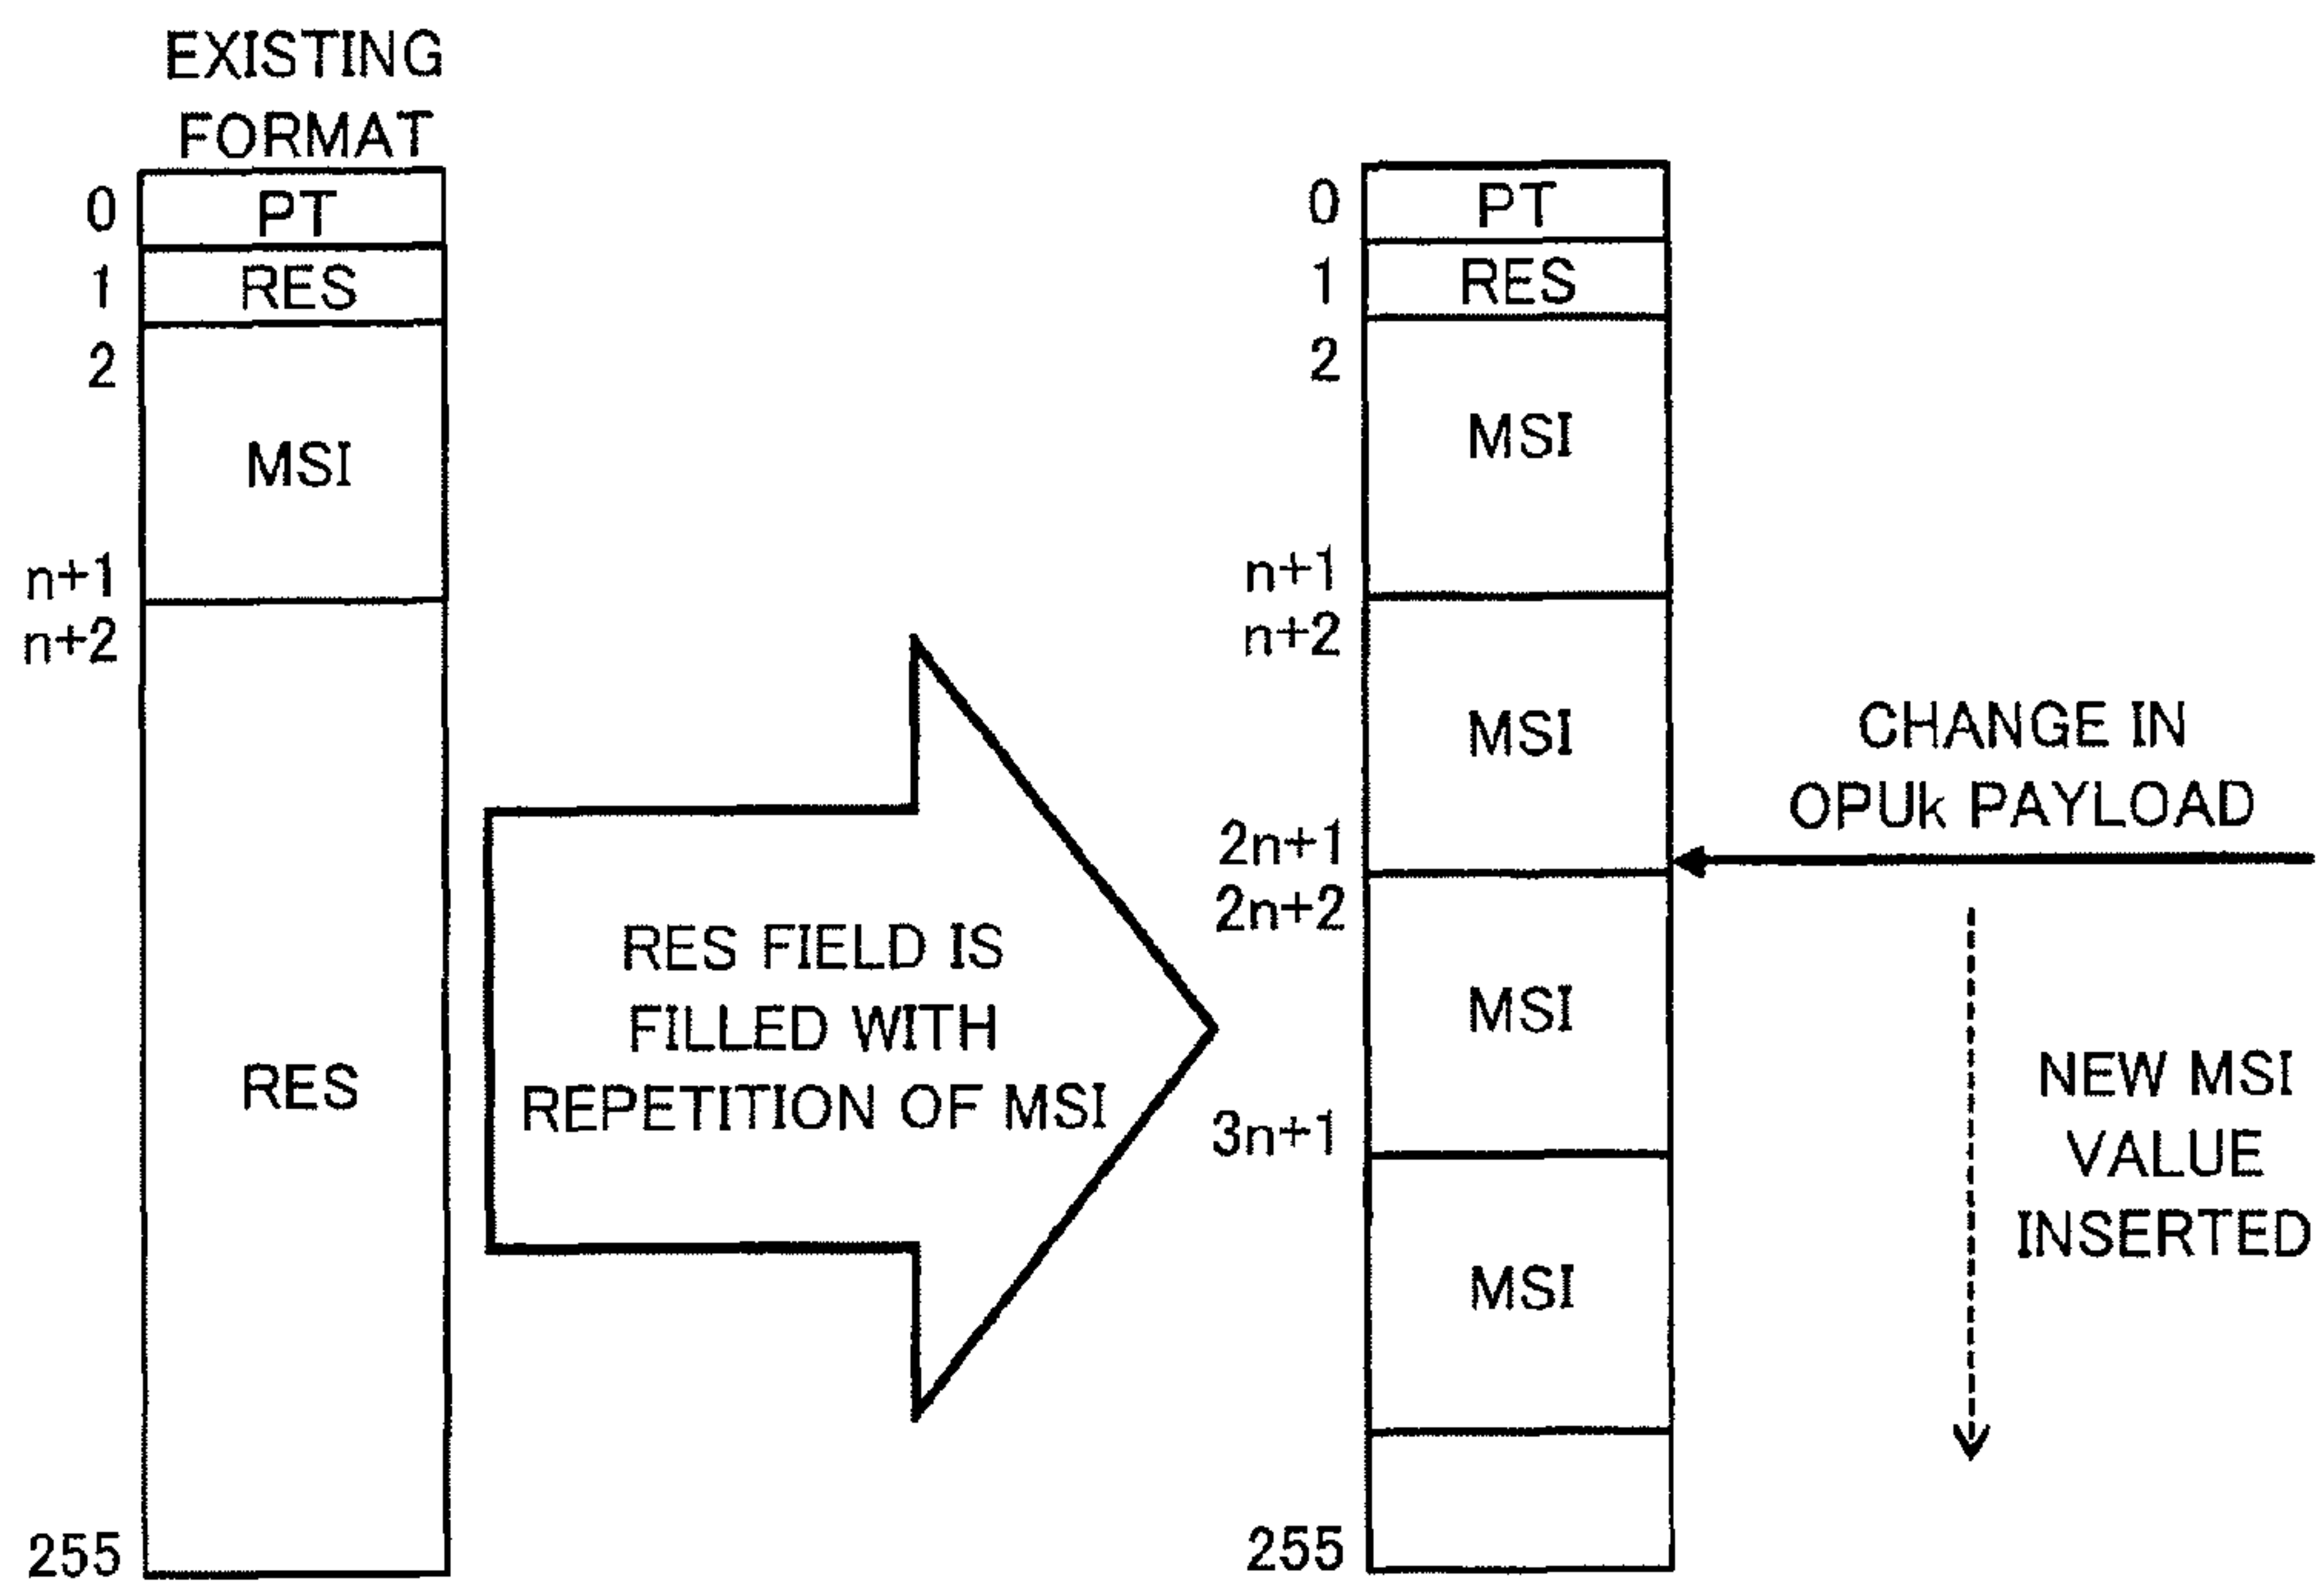 EXISTING
FORMAT
0
PT
1
RES
2
MSI
n+1
n+2
RES
255
RES FIELD IS
FILLED WITH
REPETITION OF MSI
0
PT
1
RES
2
MSI
n+1
n+2
MSI
2n+1
2n+2
MSI
3n+1
MSI
255
CHANGE IN
OPUk PAYLOAD
NEW MSI
VALUE
INSERTED